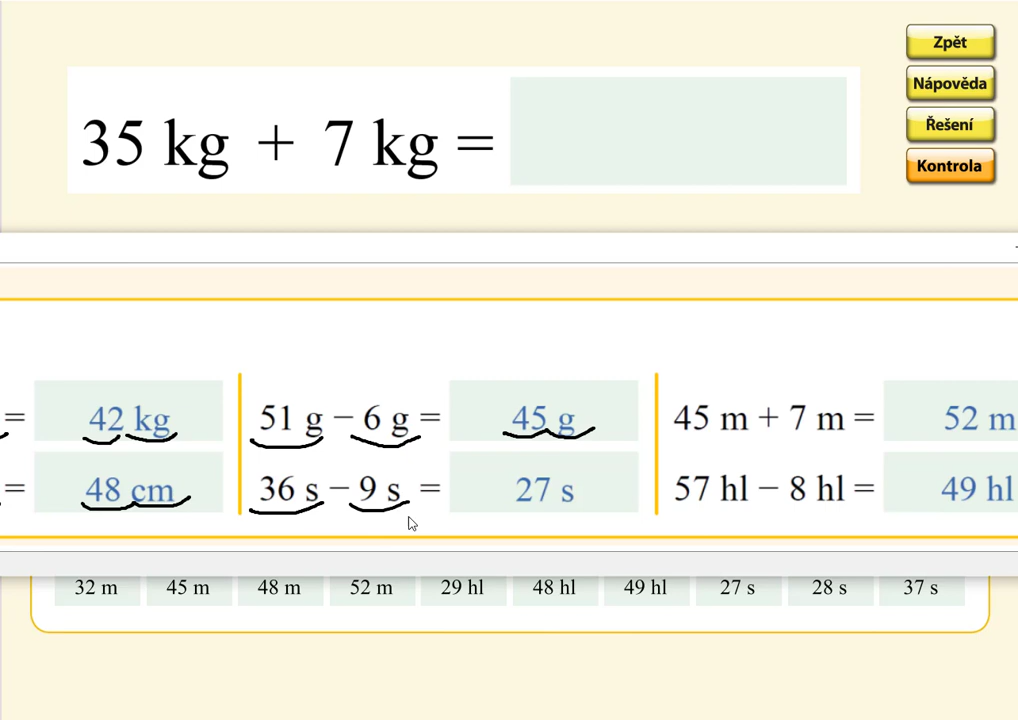 Zpět
Nápověda
Řešení
Kontrola
35 kg + 7 kg =
= 42 kg
51 g − 6 g = 45 g
45 m + 7 m = 52 m
= 48 cm
36 s − 9 s = 27 s
57 hl − 8 hl = 49 hl
32 m 45 m 48 m 52 m 29 hl 48 hl 49 hl 27 s 28 s 37 s